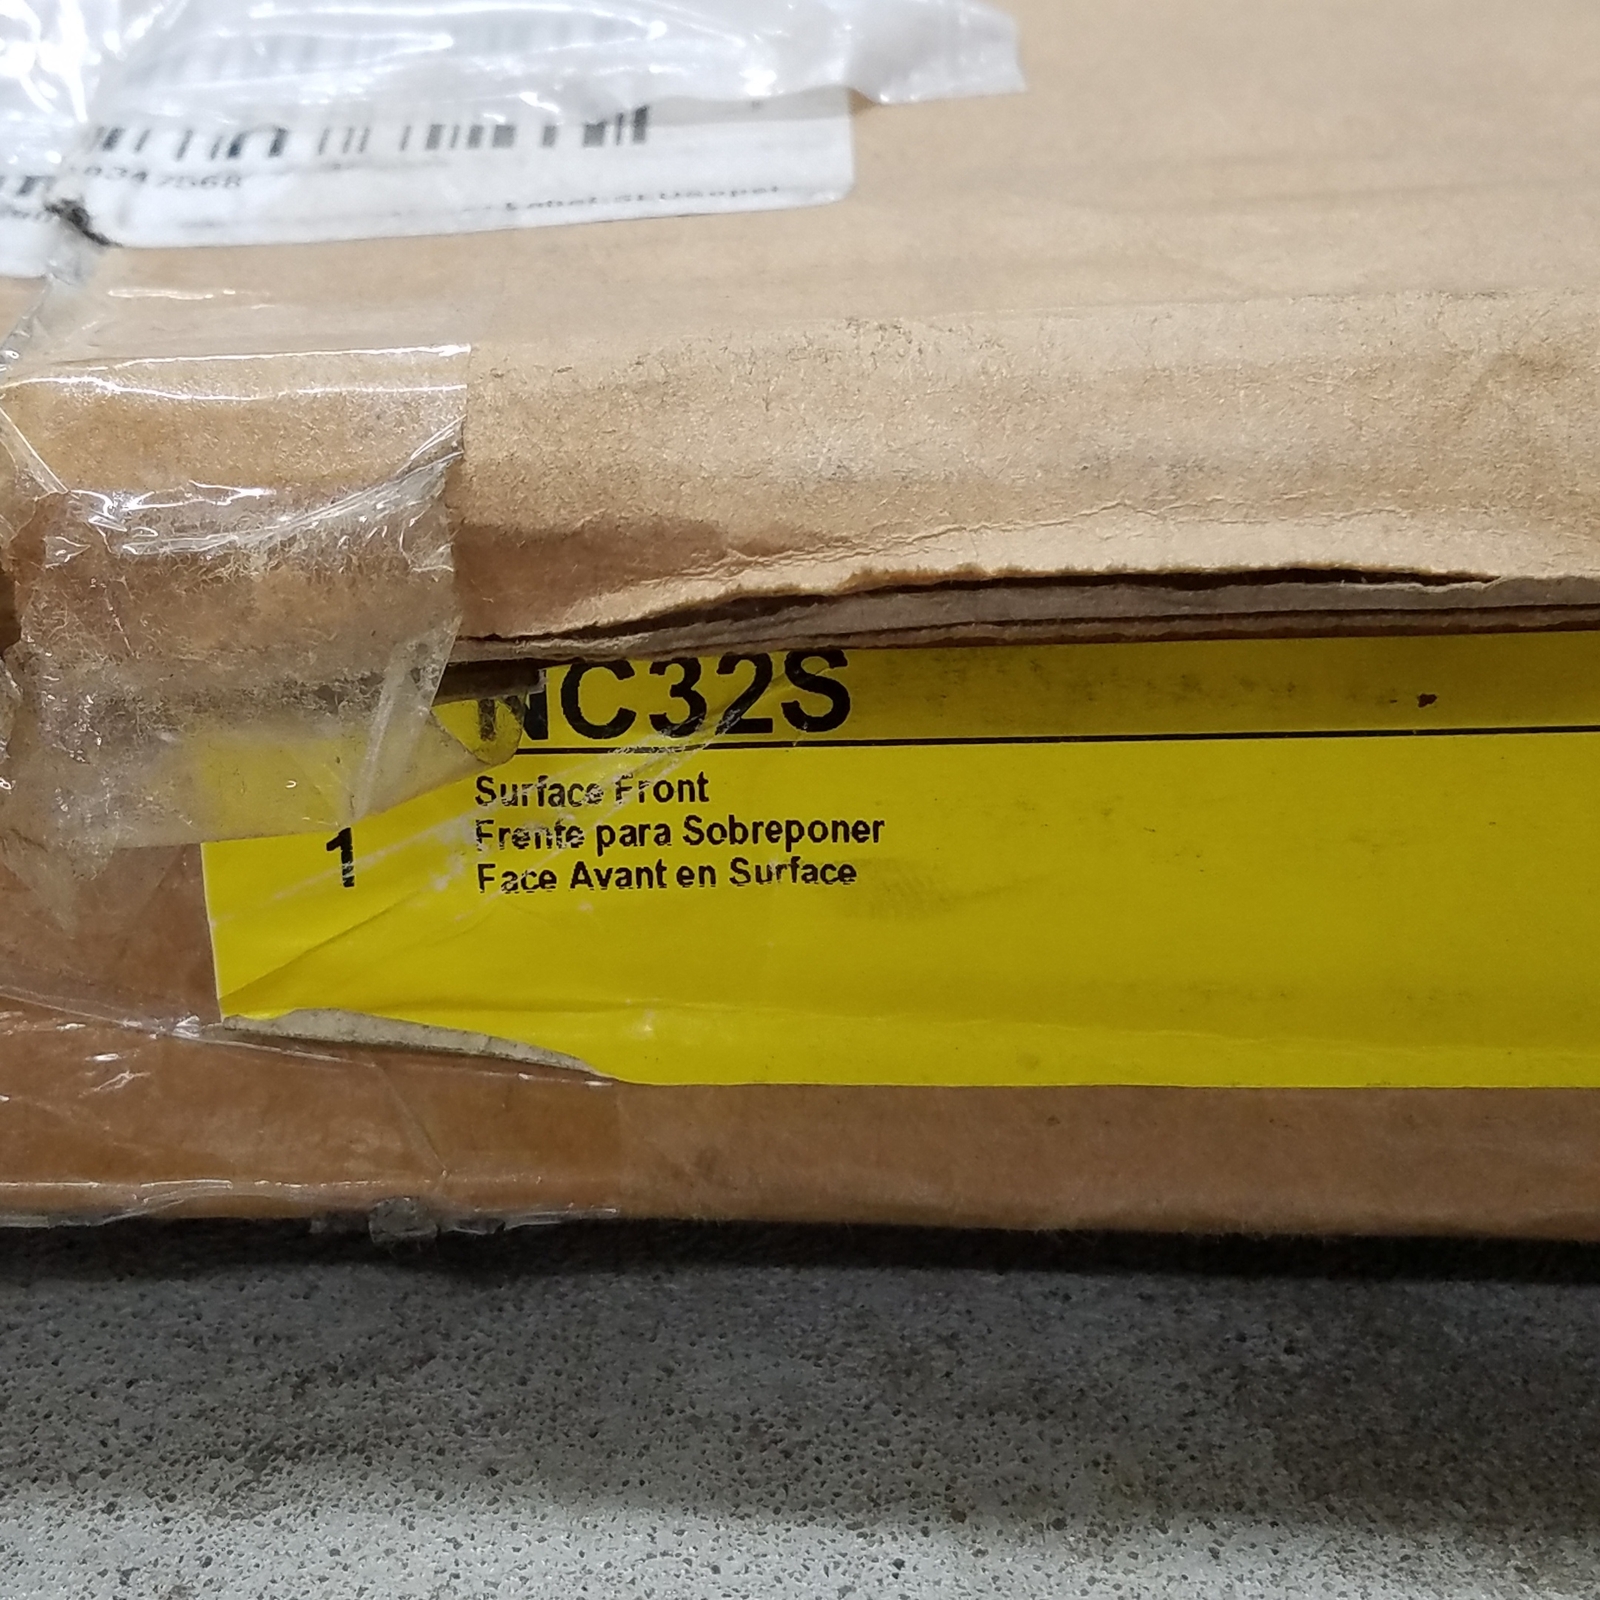 NC32S
Surface Front
Frente para Sobreponer
1
Face Avant en Surface